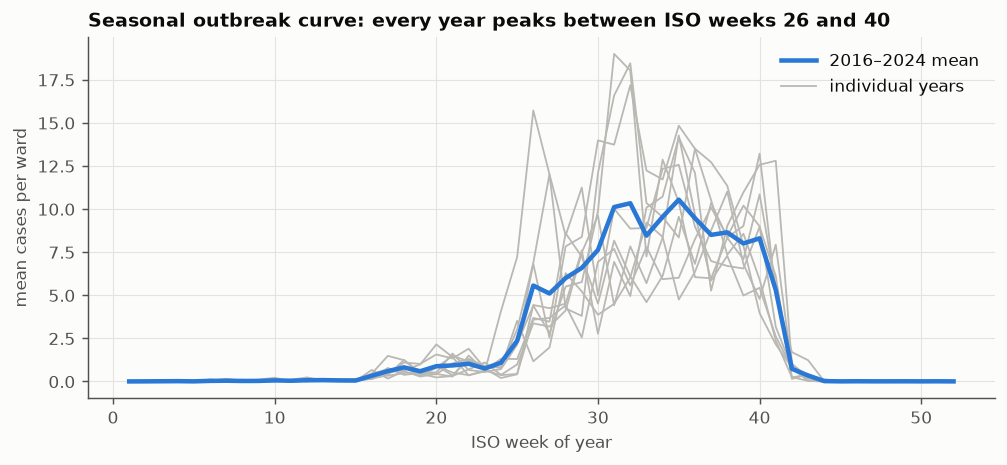 Seasonal outbreak curve: every year peaks between ISO weeks 26 and 40
2016–2024 mean
individual years
mean cases per ward
17.5
15.0
12.5
10.0
7.5
5.0
2.5
0.0
0 10 20 30 40 50
ISO week of year